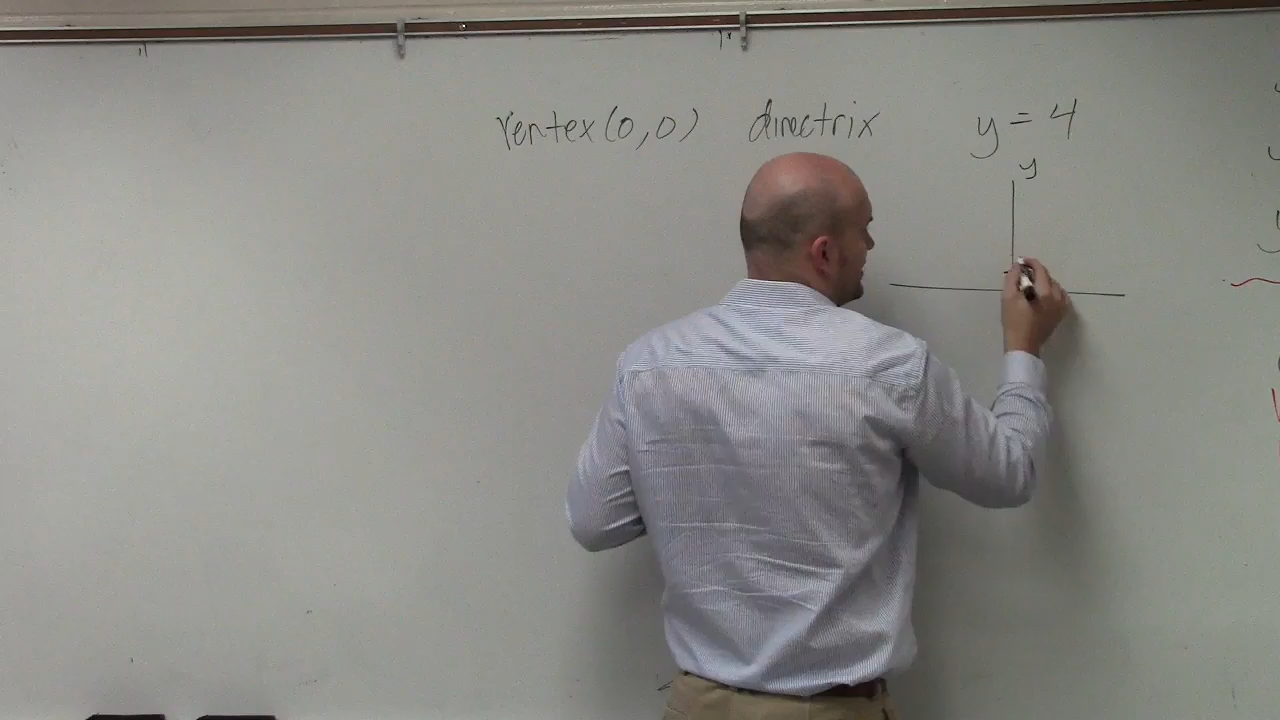 vertex (0,0) directrix y = 4
y